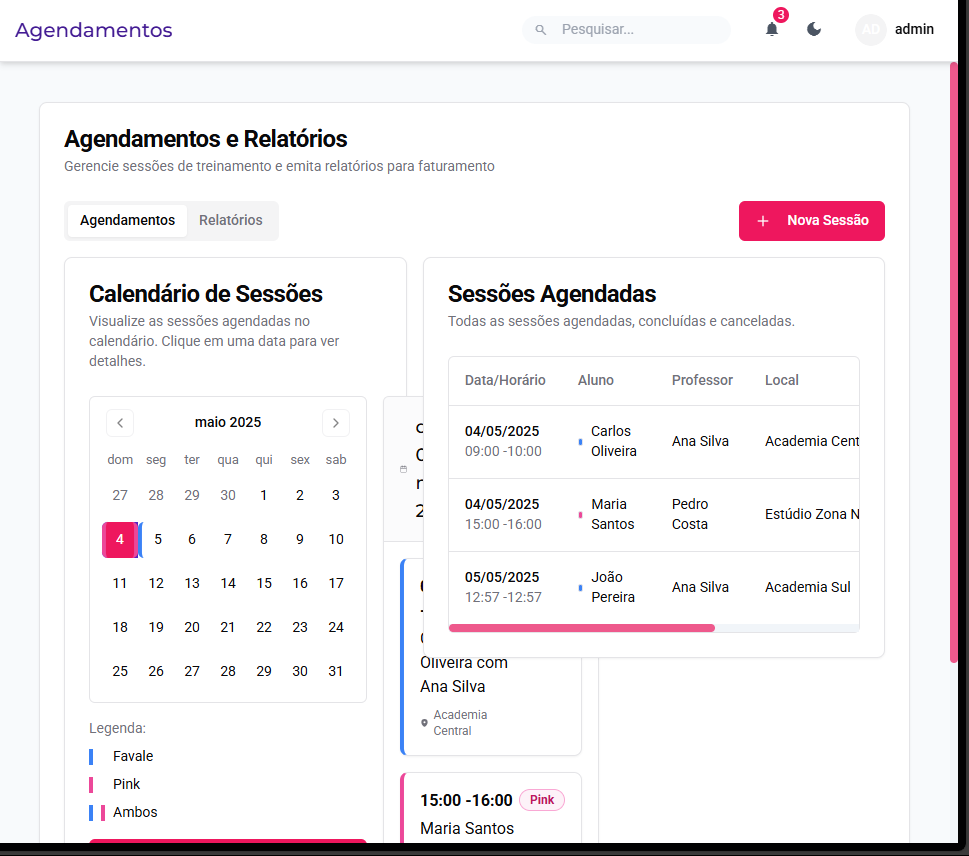 Agendamentos
Pesquisar...
3
AD
admin
Agendamentos e Relatórios
Gerencie sessões de treinamento e emita relatórios para faturamento
Agendamentos
Relatórios
Nova Sessão
Calendário de Sessões
Visualize as sessões agendadas no
calendário. Clique em uma data para ver
detalhes.
maio 2025
dom seg ter qua qui sex sab
27 28 29 30 1 2 3
4 5 6 7 8 9 10
11 12 13 14 15 16 17
18 19 20 21 22 23 24
25 26 27 28 29 30 31
Legenda:
Favale
Pink
Ambos
Oliveira com
Ana Silva
Academia
Central
15:00 -16:00 Pink
Maria Santos
Sessões Agendadas
Todas as sessões agendadas, concluídas e canceladas.
Data/Horário Aluno Professor Local
04/05/2025
09:00 -10:00
Carlos
Oliveira
Ana Silva
Academia Cent
04/05/2025
15:00 -16:00
Maria
Santos
Pedro
Costa
Estúdio Zona N
05/05/2025
12:57 -12:57
João
Pereira
Ana Silva
Academia Sul